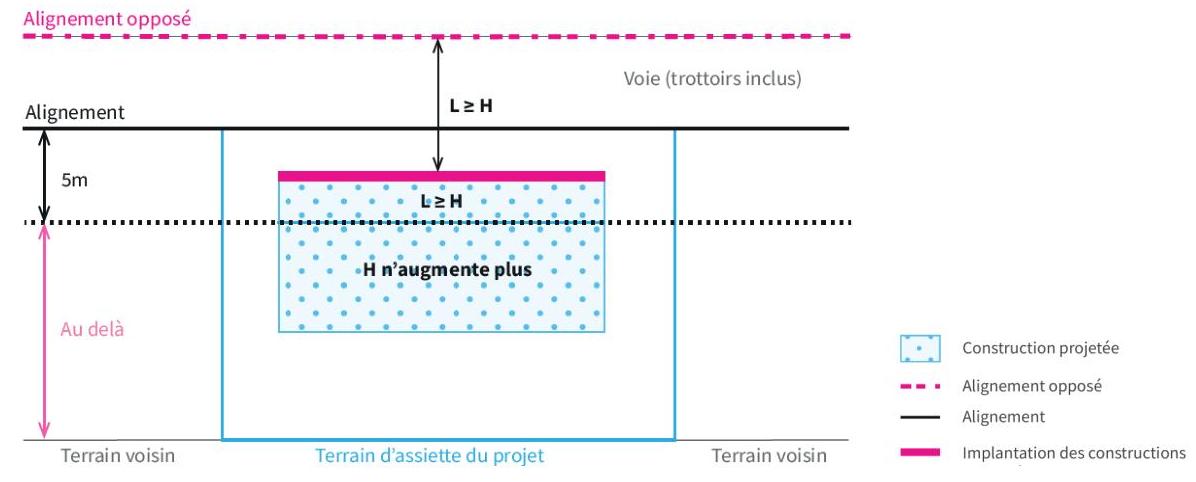 Alignement opposé
Voie (trottoirs inclus)
L ≥ H
Alignement
5m
L ≥ H
H n’augmente plus
Au delà
Terrain voisin
Terrain d’assiette du projet
Terrain voisin
Construction projetée
Alignement opposé
Alignement
Implantation des constructions